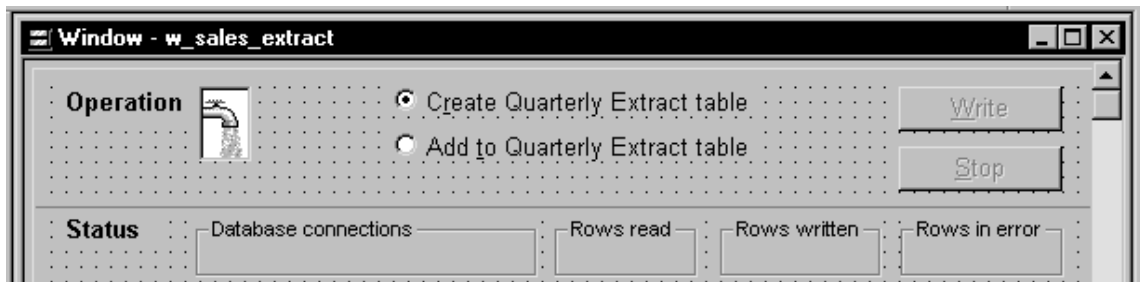 Window - w_sales_extract
Operation
Create Quarterly Extract table
Write
Add to Quarterly Extract table
Stop
Status
Database connections
Rows read
Rows written
Rows in error